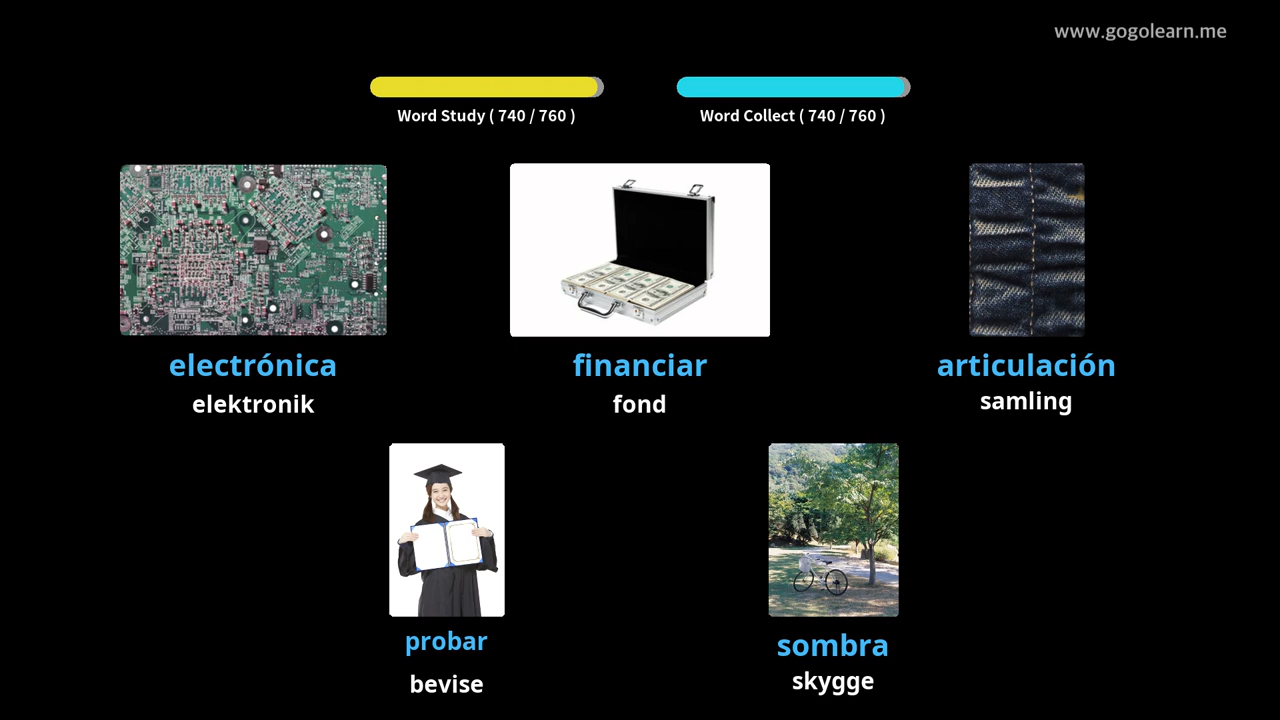 www.gogolearn.me
Word Study ( 740 / 760 )
Word Collect ( 740 / 760 )
electrónica
elektronik
financiar
fond
articulación
samling
probar
bevise
sombra
skygge